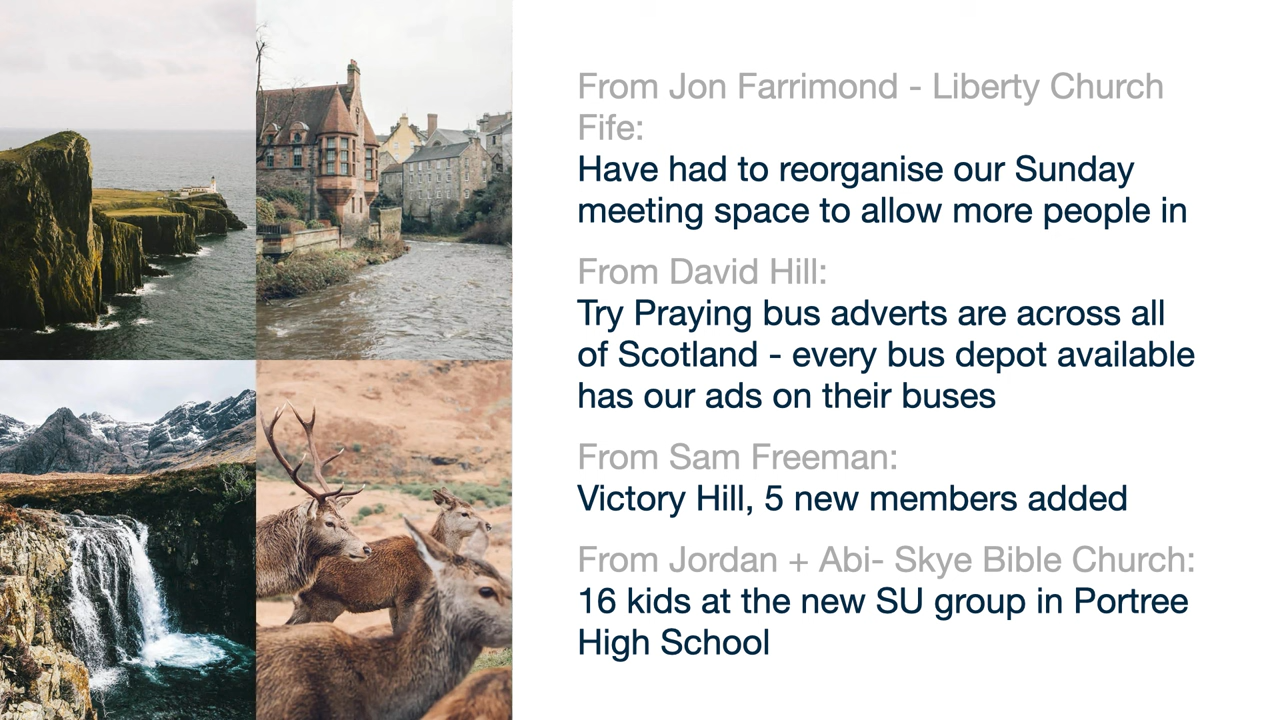 From Jon Farrimond - Liberty Church
Fife:
Have had to reorganise our Sunday
meeting space to allow more people in
From David Hill:
Try Praying bus adverts are across all
of Scotland - every bus depot available
has our ads on their buses
From Sam Freeman:
Victory Hill, 5 new members added
From Jordan + Abi- Skye Bible Church:
16 kids at the new SU group in Portree
High School